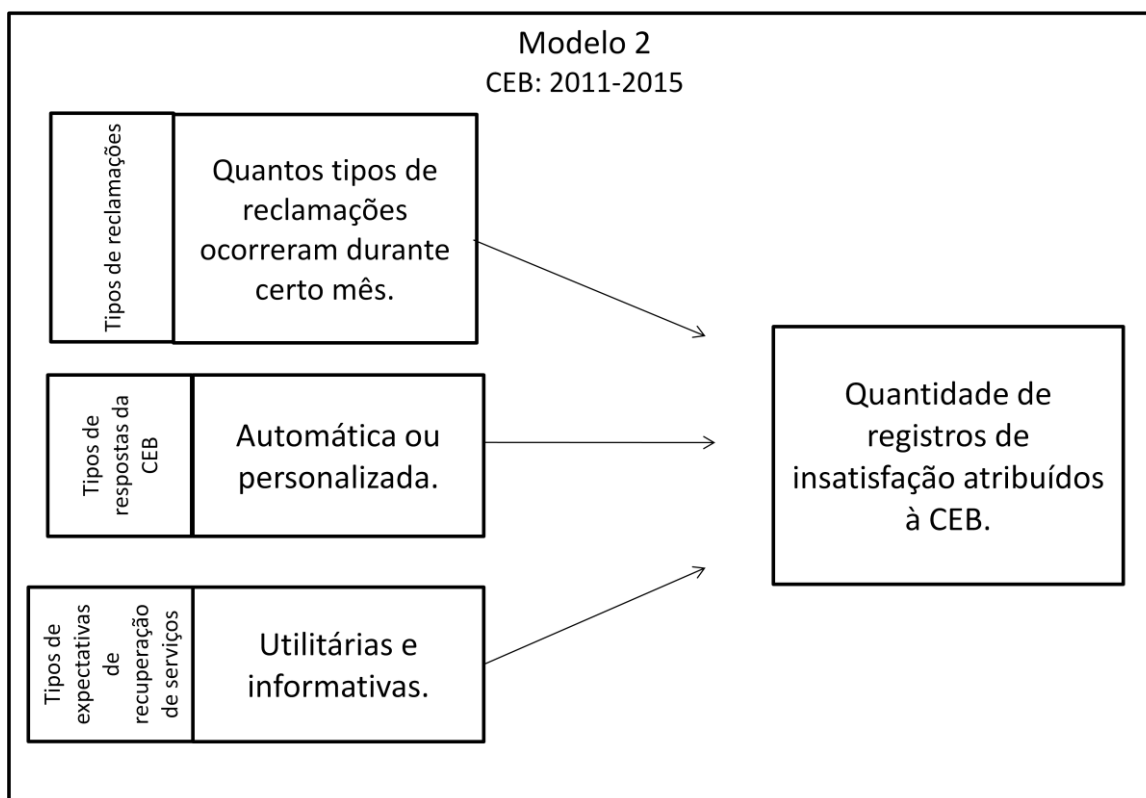 Modelo 2
CEB: 2011-2015
Tipos de reclamações
Quantos tipos de
reclamações
ocorreram durante
certo mês.
Tipos de
respostas da
CEB
Automática ou
personalizada.
Tipos de
expectativas
de
recuperação
de serviços
Utilitárias e
informativas.
Quantidade de
registros de
insatisfação atribuídos
à CEB.